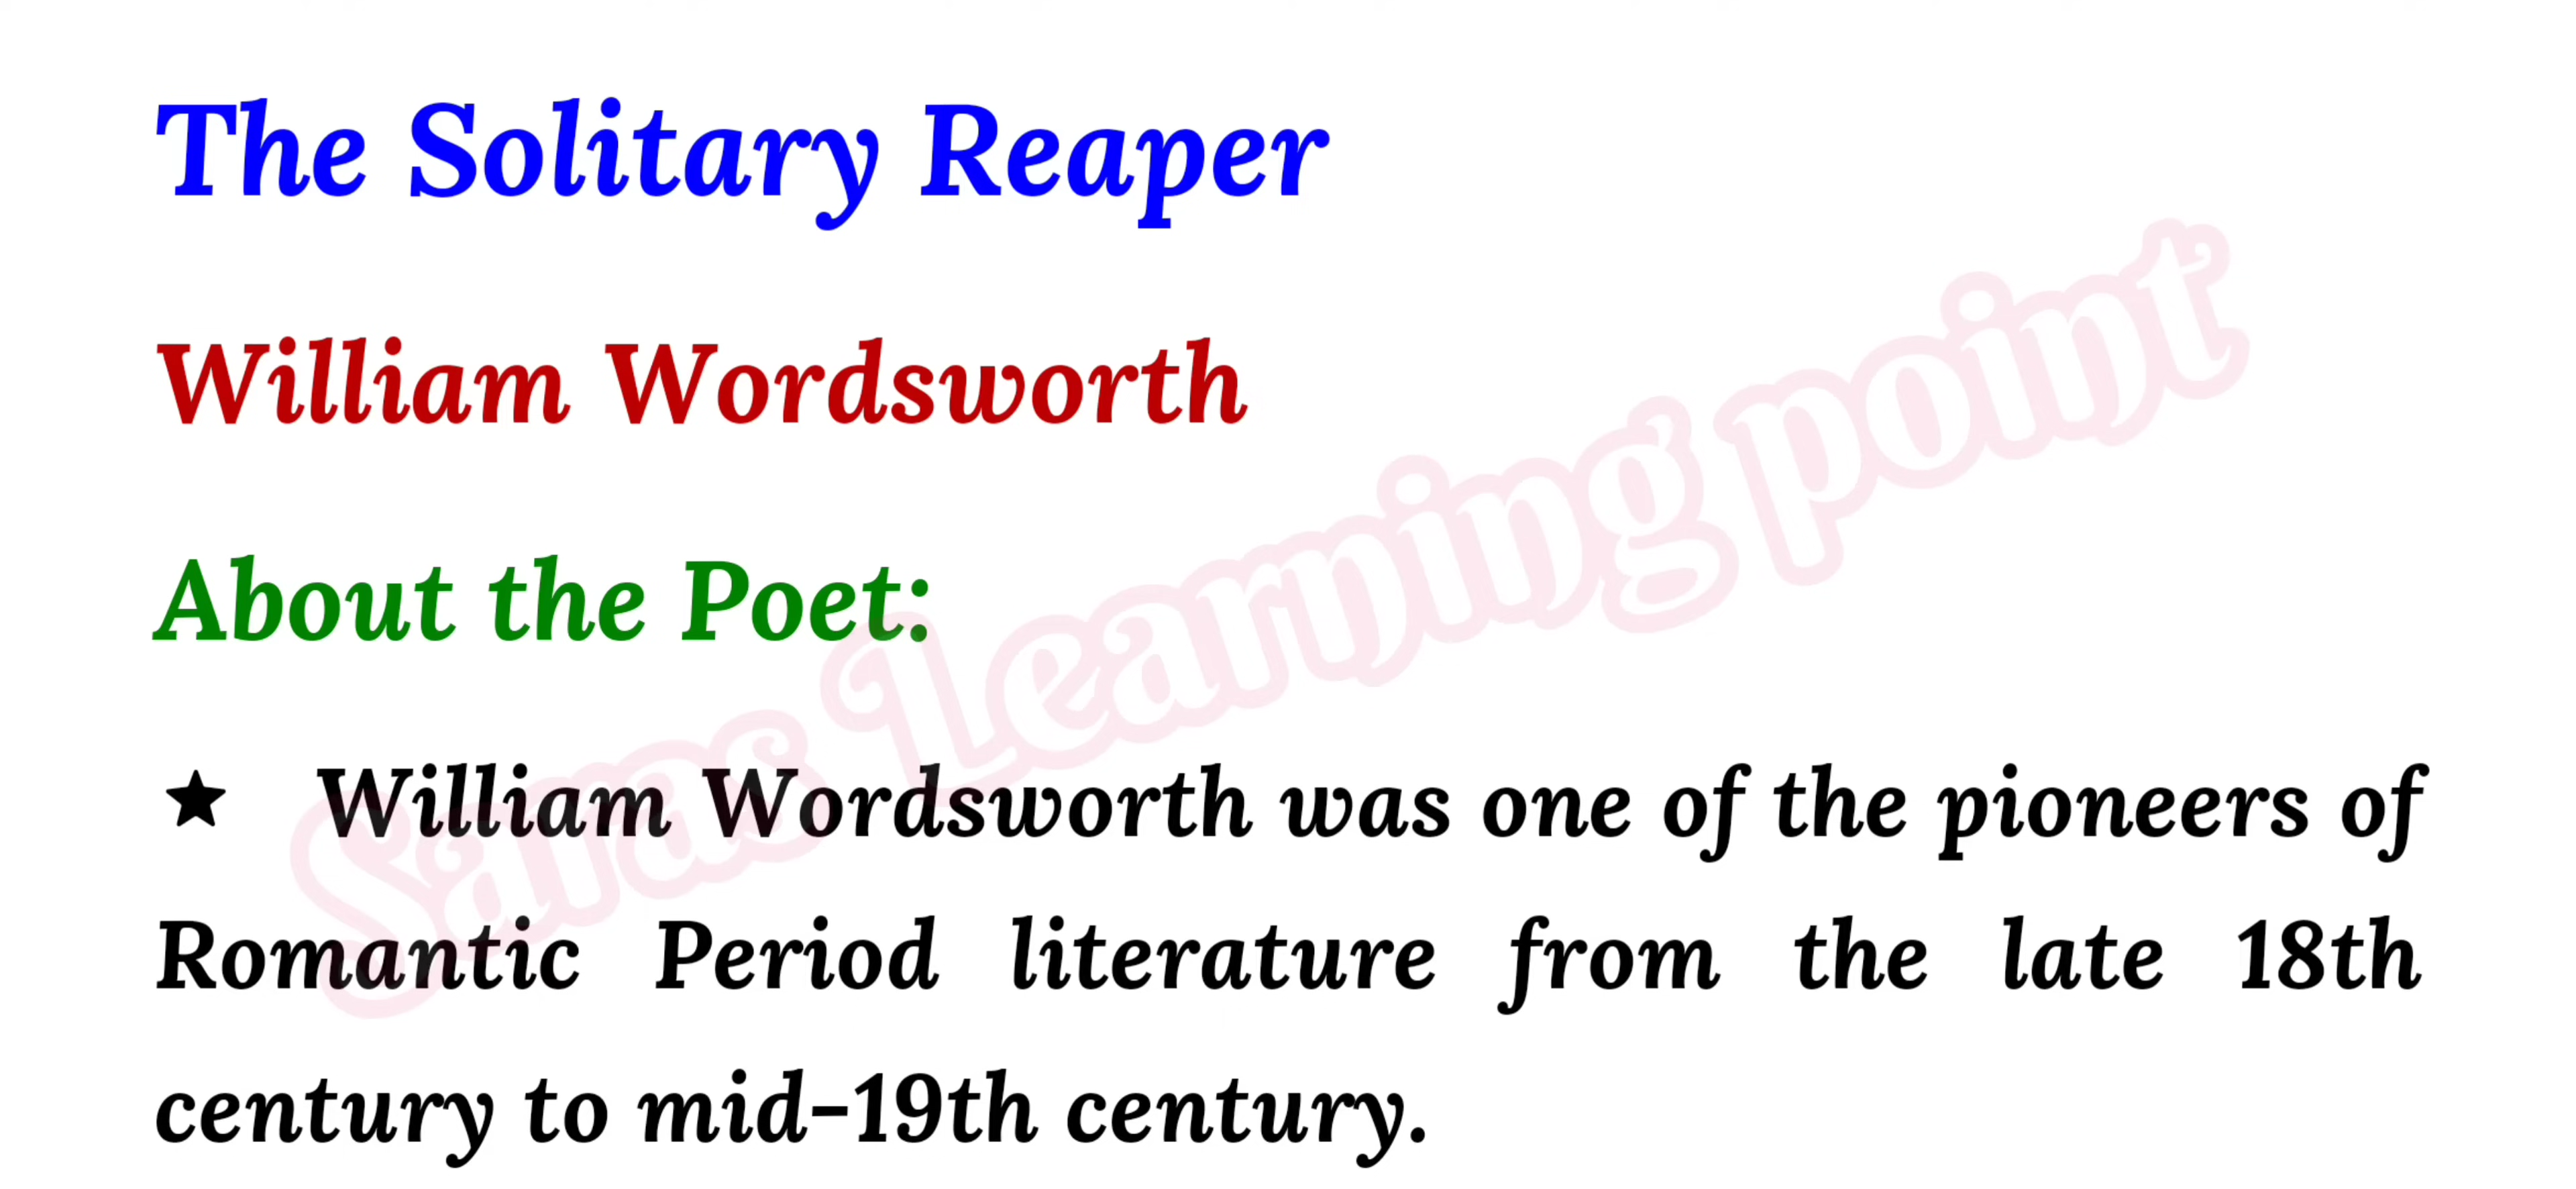 The Solitary Reaper
William Wordsworth
About the Poet:
★ William Wordsworth was one of the pioneers of
Romantic Period literature from the late 18th
century to mid-19th century.
Saras Learning point